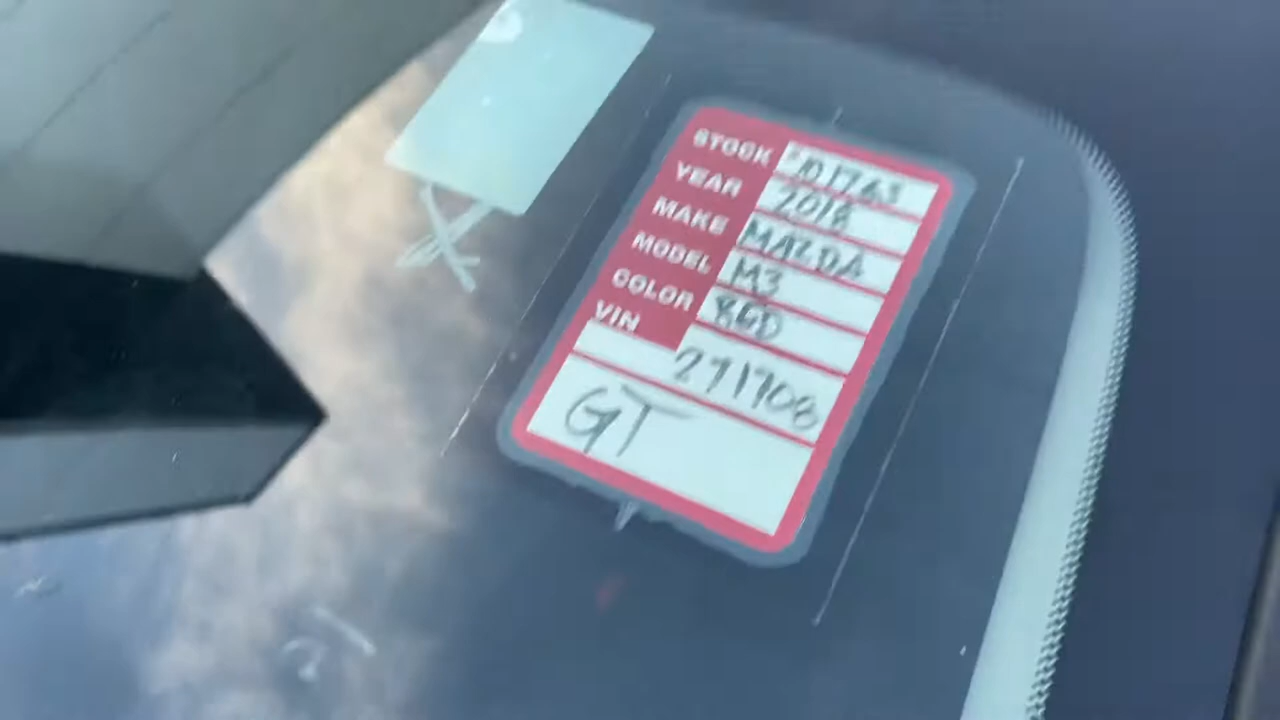 STOCK
YEAR 2018
MAKE MAZDA
MODEL M3
COLOR RED
VIN 271708
GT